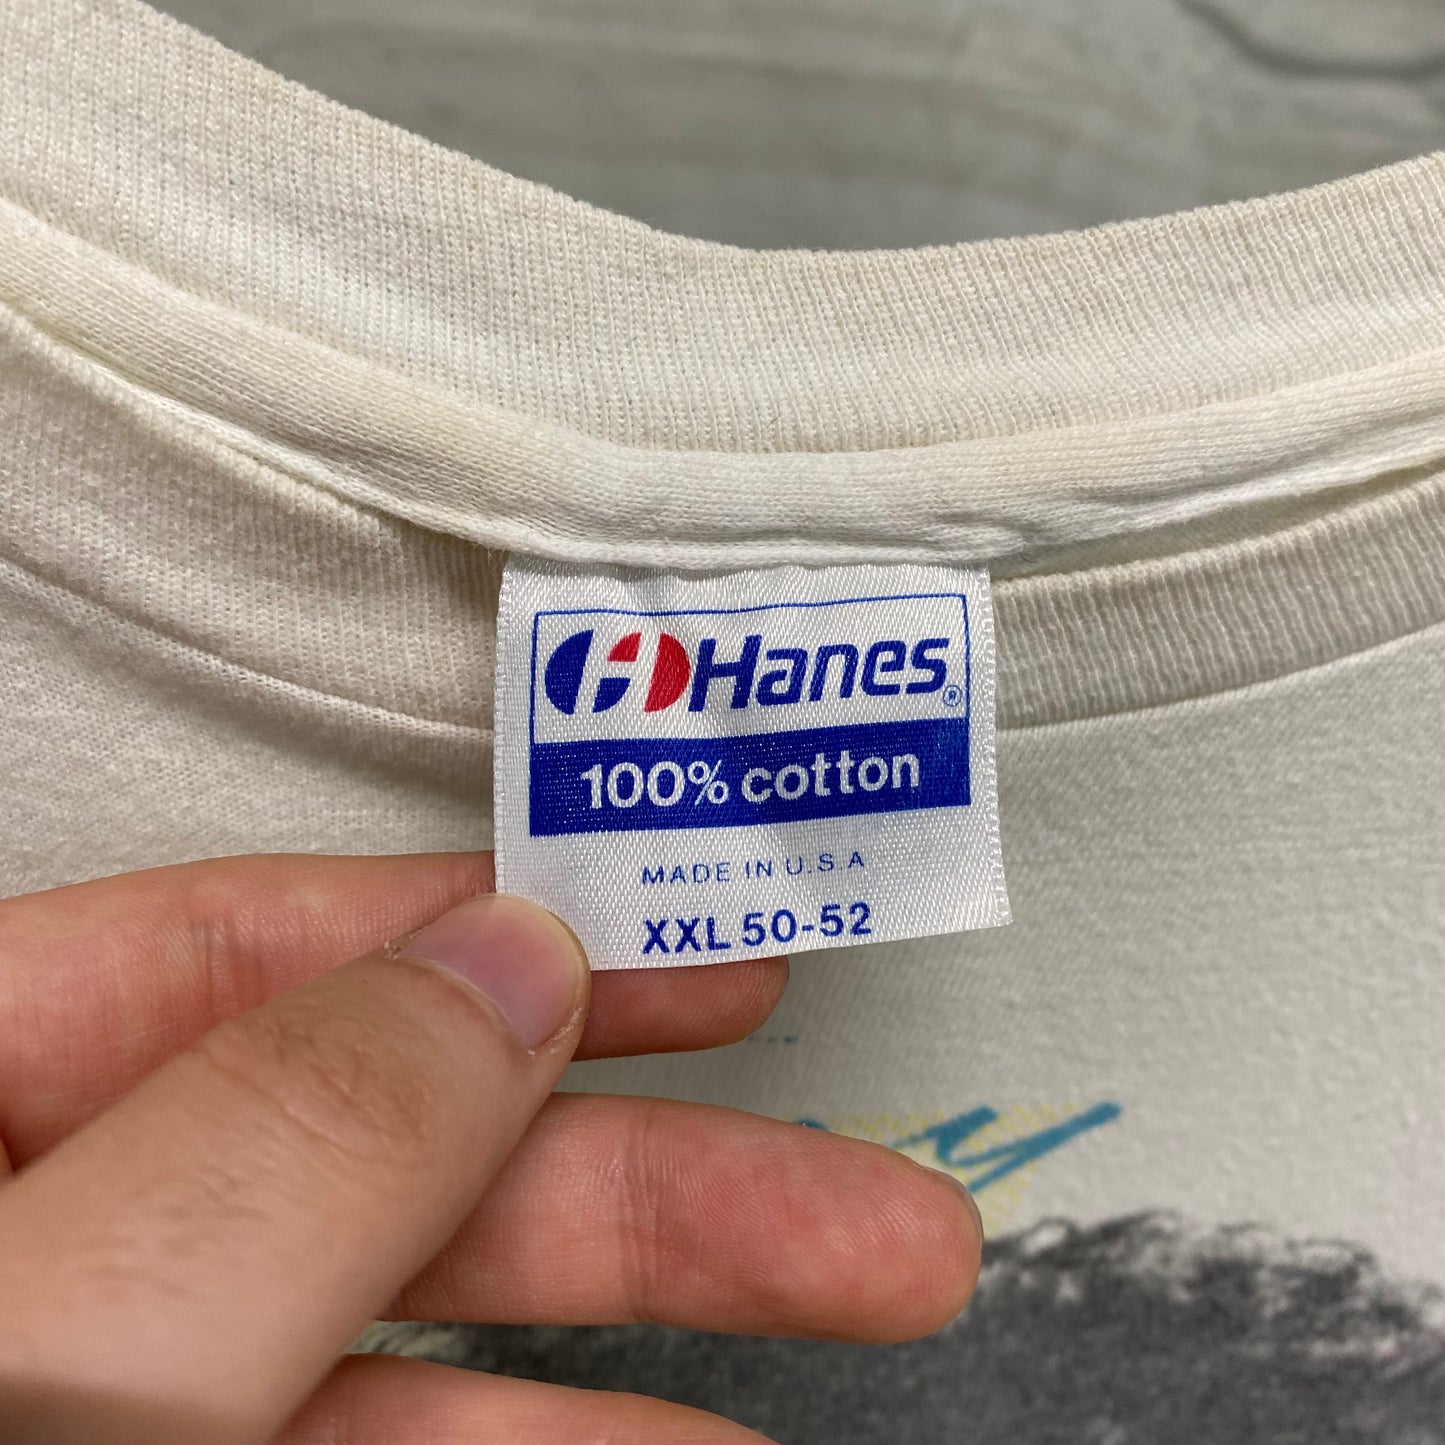 Hanes®
100% cotton
MADE IN U.S.A
XXL 50-52